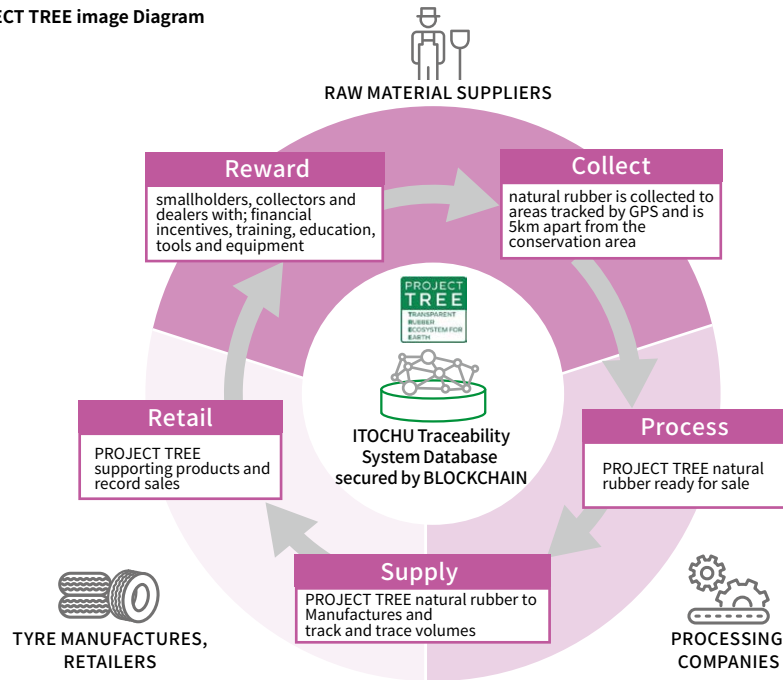 ECT TREE image Diagram
RAW MATERIAL SUPPLIERS
Reward
smallholders, collectors and
dealers with; financial
incentives, training, education,
tools and equipment
Collect
natural rubber is collected to
areas tracked by GPS and is
5km apart from the
conservation area
PROJECT
TREE
TRANSPARENT
RUBBER
ECOSYSTEM FOR
EARTH
ITOCHU Traceability
System Database
secured by BLOCKCHAIN
Retail
PROJECT TREE
supporting products and
record sales
Process
PROJECT TREE natural
rubber ready for sale
Supply
PROJECT TREE natural rubber to
Manufactures and
track and trace volumes
TYRE MANUFACTURES,
RETAILERS
PROCESSING
COMPANIES